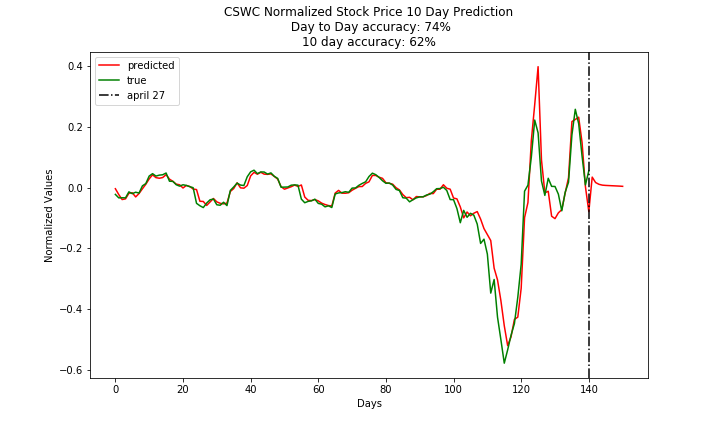 CSWC Normalized Stock Price 10 Day Prediction
Day to Day accuracy: 74%
10 day accuracy: 62%
predicted
true
april 27
0.4
0.2
0.0
−0.2
−0.4
−0.6
Normalized Values
0 20 40 60 80 100 120 140
Days